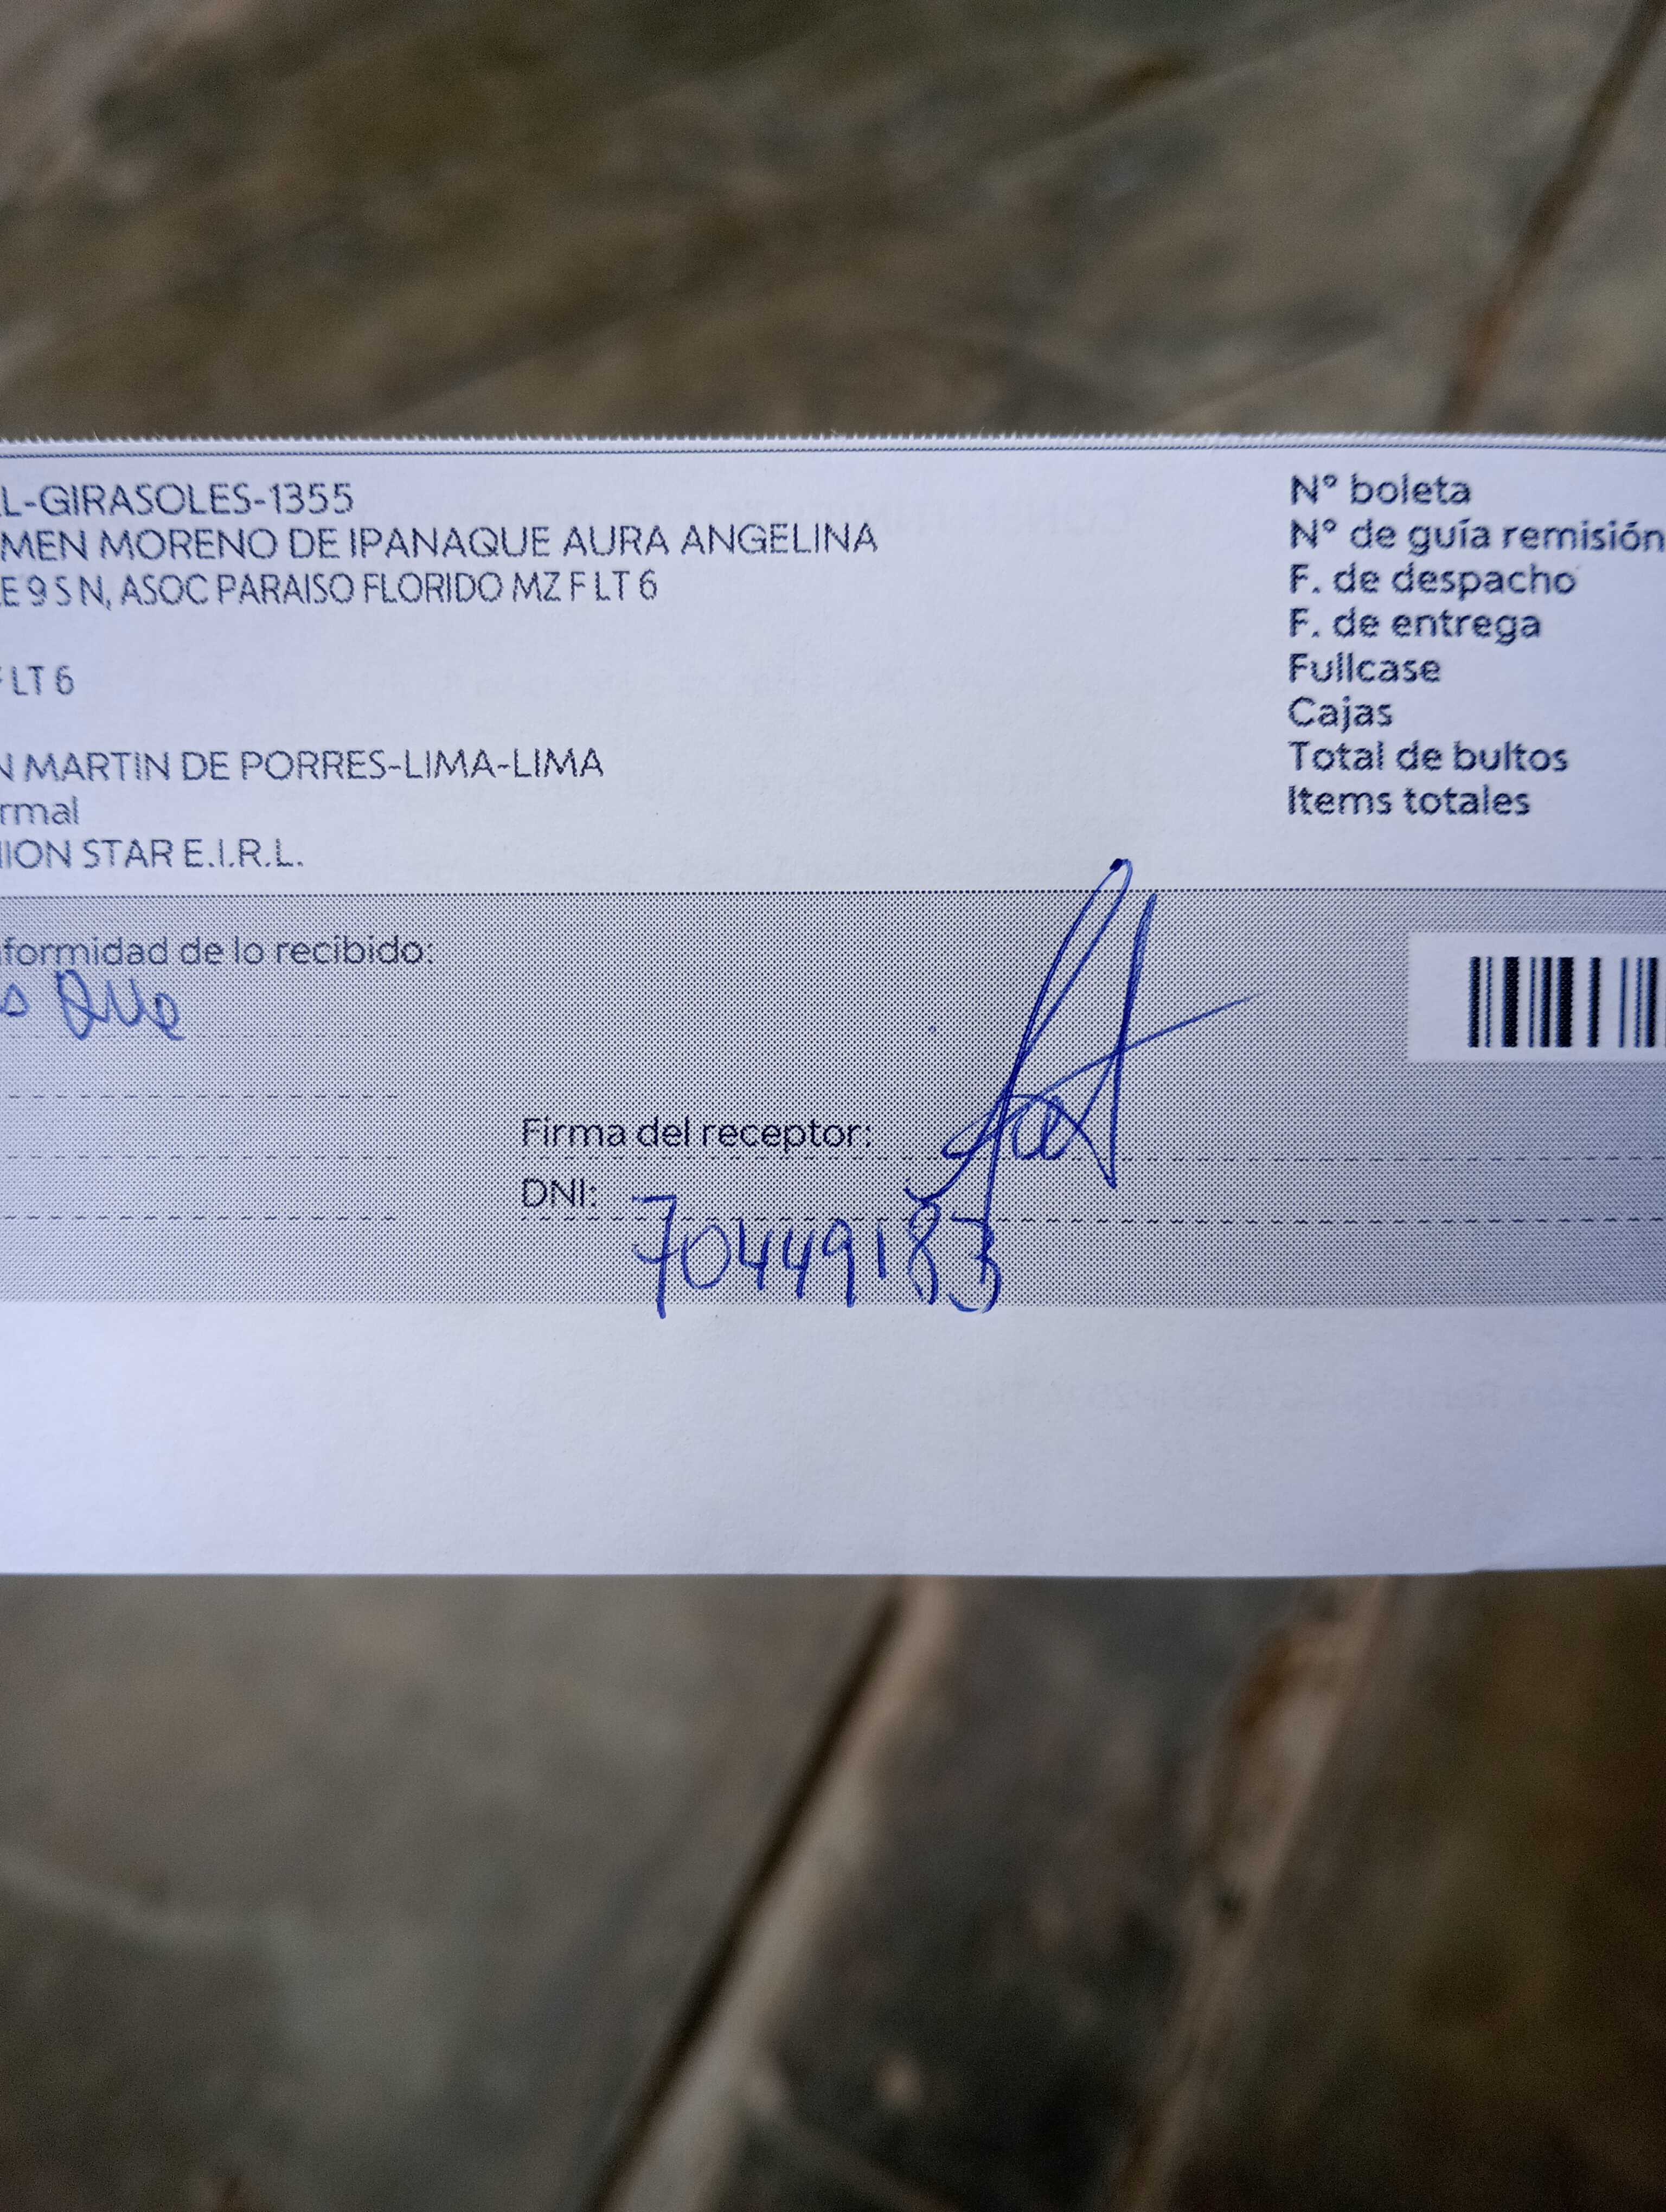 L-GIRASOLES-1355
MEN MORENO DE IPANAQUE AURA ANGELINA
E 9 S N, ASOC PARAISO FLORIDO MZ F LT 6
F LT 6
N MARTIN DE PORRES-LIMA-LIMA
rmal
ION STAR E.I.R.L.
Nº boleta
Nº de guía remisión
F. de despacho
F. de entrega
Fullcase
Cajas
Total de bultos
Items totales
formidad de lo recibido:
Firma del receptor:
DNI: 70449183